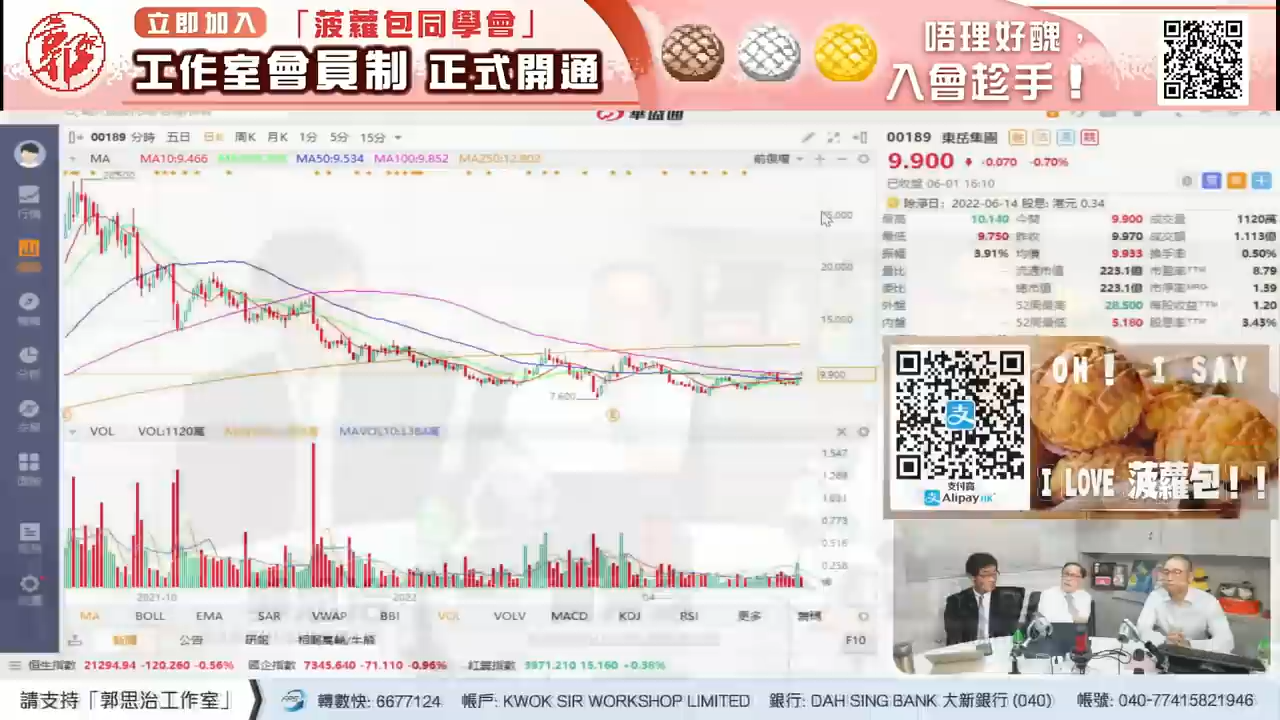 立即加入 「菠蘿包同學會」
郭
工作室會員制 正式開通
唔理好醜，
入會趁手！
華盛通
00189 分時 五日 日K 周K 月K 1分 5分 15分
MA MA10:9.466 MA50:9.534 MA100:9.852 MA250:12.802 前復權
28.500
25.000
20.000
15.000
9.900
7.600
VOL VOL:1120萬 MAVOL10:1.38A萬
1.547
1.289
1.031
0.773
0.516
0.258
2021-10 2022 04
MA BOLL EMA SAR VWAP BBI VOL VOLV MACD KDJ RSI 更多
新聞 公告 研報 相關窩輪/牛熊 F10
恒生指數 21294.94 -120.260 -0.56% 國企指數 7345.640 -71.110 -0.96% 紅籌指數 3971.210 15.160 +0.38%
00189 東岳集團
9.900 -0.070 -0.70%
已收盤 06-01 16:10
除淨日：2022-06-14 股息: 港元 0.34
最高 10.140 今開 9.900 成交量 1120萬
最低 9.750 昨收 9.970 成交額 1.113億
振幅 3.91% 均價 9.933 換手率 0.50%
量比 -- 流通市值 223.1億 市盈率TTM 8.79
委比 -- 總市值 223.1億 市淨率MRQ 1.39
外盤 -- 52周最高 28.500 每股收益TTM 1.20
內盤 -- 52周最低 5.180 股息率TTM 3.43%
支
支付寶
Alipay HK
OH！ I SAY
I LOVE 菠蘿包！！
請支持「郭思治工作室」 轉數快: 6677124 帳戶: KWOK SIR WORKSHOP LIMITED 銀行: DAH SING BANK 大新銀行 (040) 帳號: 040-77415821946